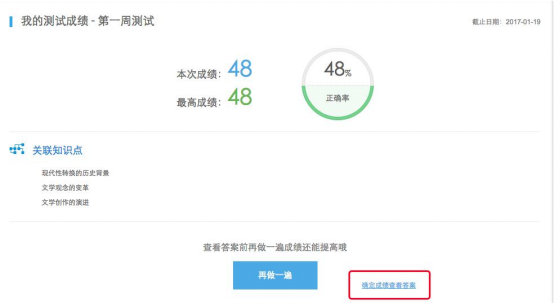 我的测试成绩 - 第一周测试
截止日期：2017-01-19
本次成绩：48
最高成绩：48
48%
正确率
关联知识点
现代性转换的历史背景
文学观念的变革
文学创作的演进
查看答案前再做一遍成绩还能提高哦
再做一遍
确定成绩查看答案